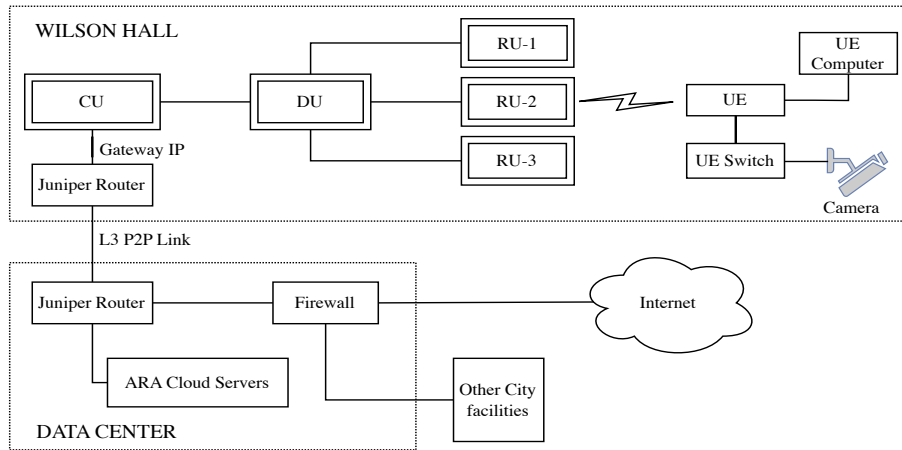 WILSON HALL
RU-1
UE
Computer
CU
DU
RU-2
UE
Gateway IP
RU-3
UE Switch
Juniper Router
Camera
L3 P2P Link
Juniper Router
Firewall
Internet
ARA Cloud Servers
Other City
facilities
DATA CENTER